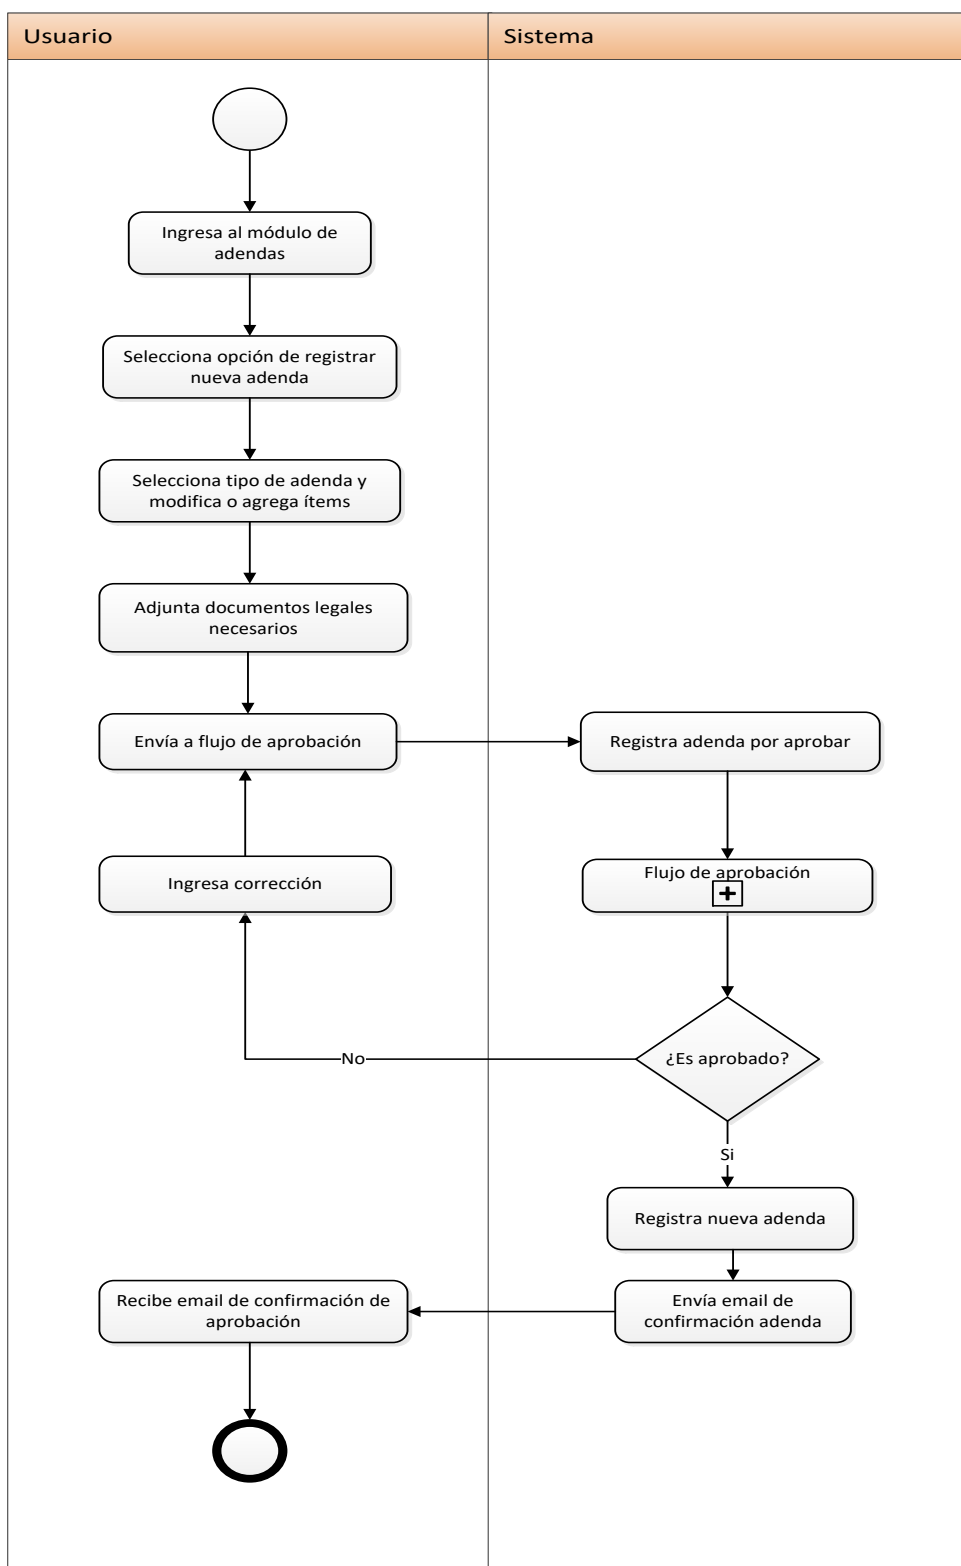 Usuario
Sistema
Ingresa al módulo de
adendas
Selecciona opción de registrar
nueva adenda
Selecciona tipo de adenda y
modifica o agrega ítems
Adjunta documentos legales
necesarios
Envía a flujo de aprobación
Registra adenda por aprobar
Ingresa corrección
Flujo de aprobación
¿Es aprobado?
No
Si
Registra nueva adenda
Recibe email de confirmación de
aprobación
Envía email de
confirmación adenda